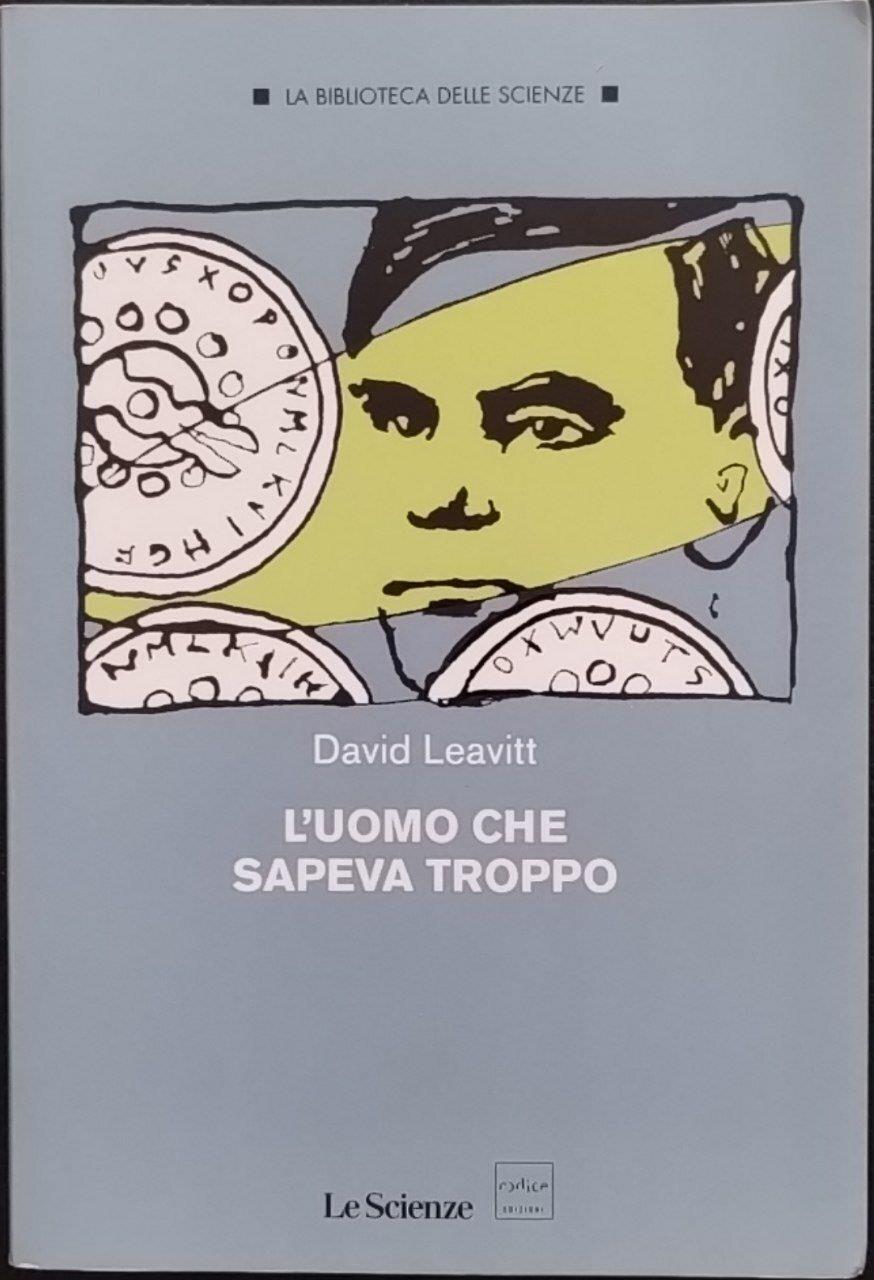 LA BIBLIOTECA DELLE SCIENZE
David Leavitt
L'UOMO CHE
SAPEVA TROPPO
Le Scienze
codice
EDIZIONI